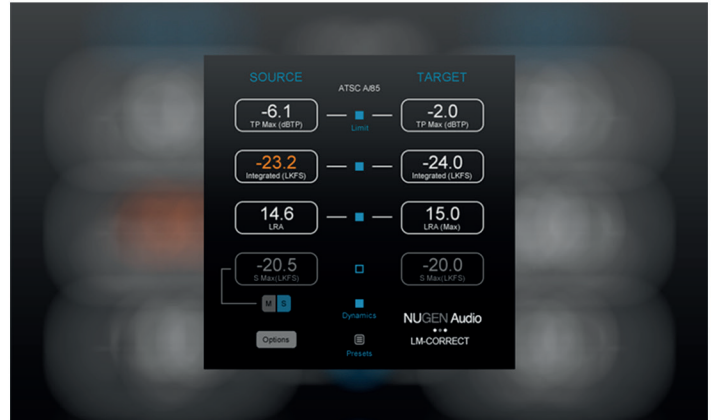 SOURCE
ATSC A/85
TARGET
-6.1
TP Max (dBTP)
Limit
-2.0
TP Max (dBTP)
-23.2
Integrated (LKFS)
-24.0
Integrated (LKFS)
14.6
LRA
15.0
LRA (Max)
-20.5
S Max(LKFS)
-20.0
S Max(LKFS)
M S
Dynamics
NUGEN Audio
Options
LM-CORRECT
Presets